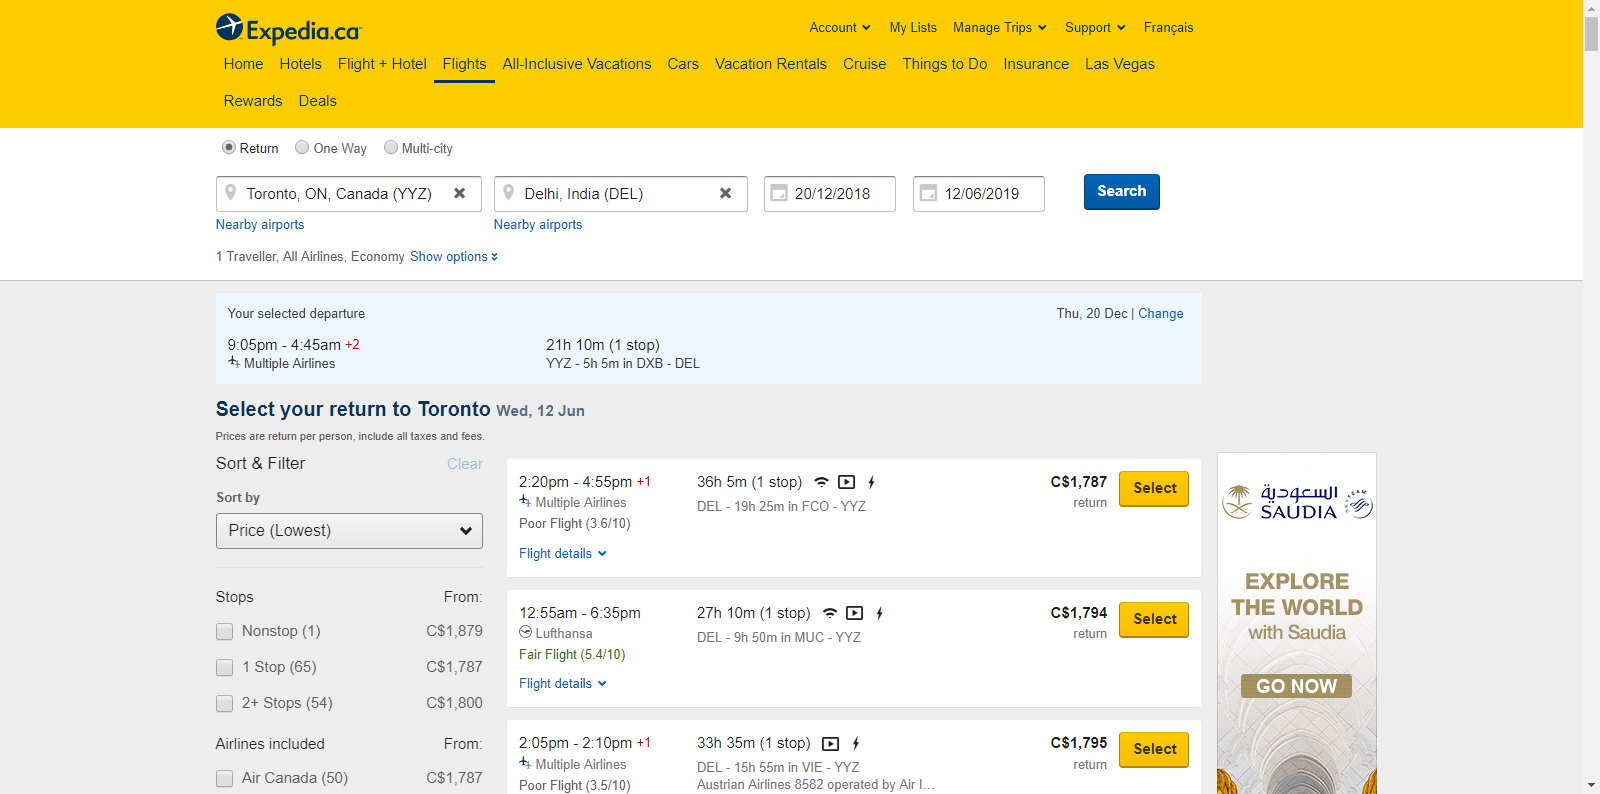 Expedia.ca
Account My Lists Manage Trips Support Français
Home Hotels Flight + Hotel Flights All-Inclusive Vacations Cars Vacation Rentals Cruise Things to Do Insurance Las Vegas
Rewards Deals
Return One Way Multi-city
Toronto, ON, Canada (YYZ) Delhi, India (DEL) 20/12/2018 12/06/2019 Search
Nearby airports Nearby airports
1 Traveller, All Airlines, Economy Show options
Your selected departure Thu, 20 Dec | Change
9:05pm - 4:45am +2 21h 10m (1 stop)
Multiple Airlines YYZ - 5h 5m in DXB - DEL
Select your return to Toronto Wed, 12 Jun
Prices are return per person, include all taxes and fees.
Sort & Filter Clear
Sort by
Price (Lowest)
Stops From:
Nonstop (1) C$1,879
1 Stop (65) C$1,787
2+ Stops (54) C$1,800
Airlines included From:
Air Canada (50) C$1,787
2:20pm - 4:55pm +1 36h 5m (1 stop) C$1,787 Select
Multiple Airlines DEL - 19h 25m in FCO - YYZ return
Poor Flight (3.6/10)
Flight details
12:55am - 6:35pm 27h 10m (1 stop) C$1,794 Select
Lufthansa DEL - 9h 50m in MUC - YYZ return
Fair Flight (5.4/10)
Flight details
2:05pm - 2:10pm +1 33h 35m (1 stop) C$1,795 Select
Multiple Airlines DEL - 15h 55m in VIE - YYZ return
Poor Flight (3.5/10) Austrian Airlines 8582 operated by Air I...
السعودية
SAUDIA
SKYTEAM
EXPLORE
THE WORLD
with Saudia
GO NOW